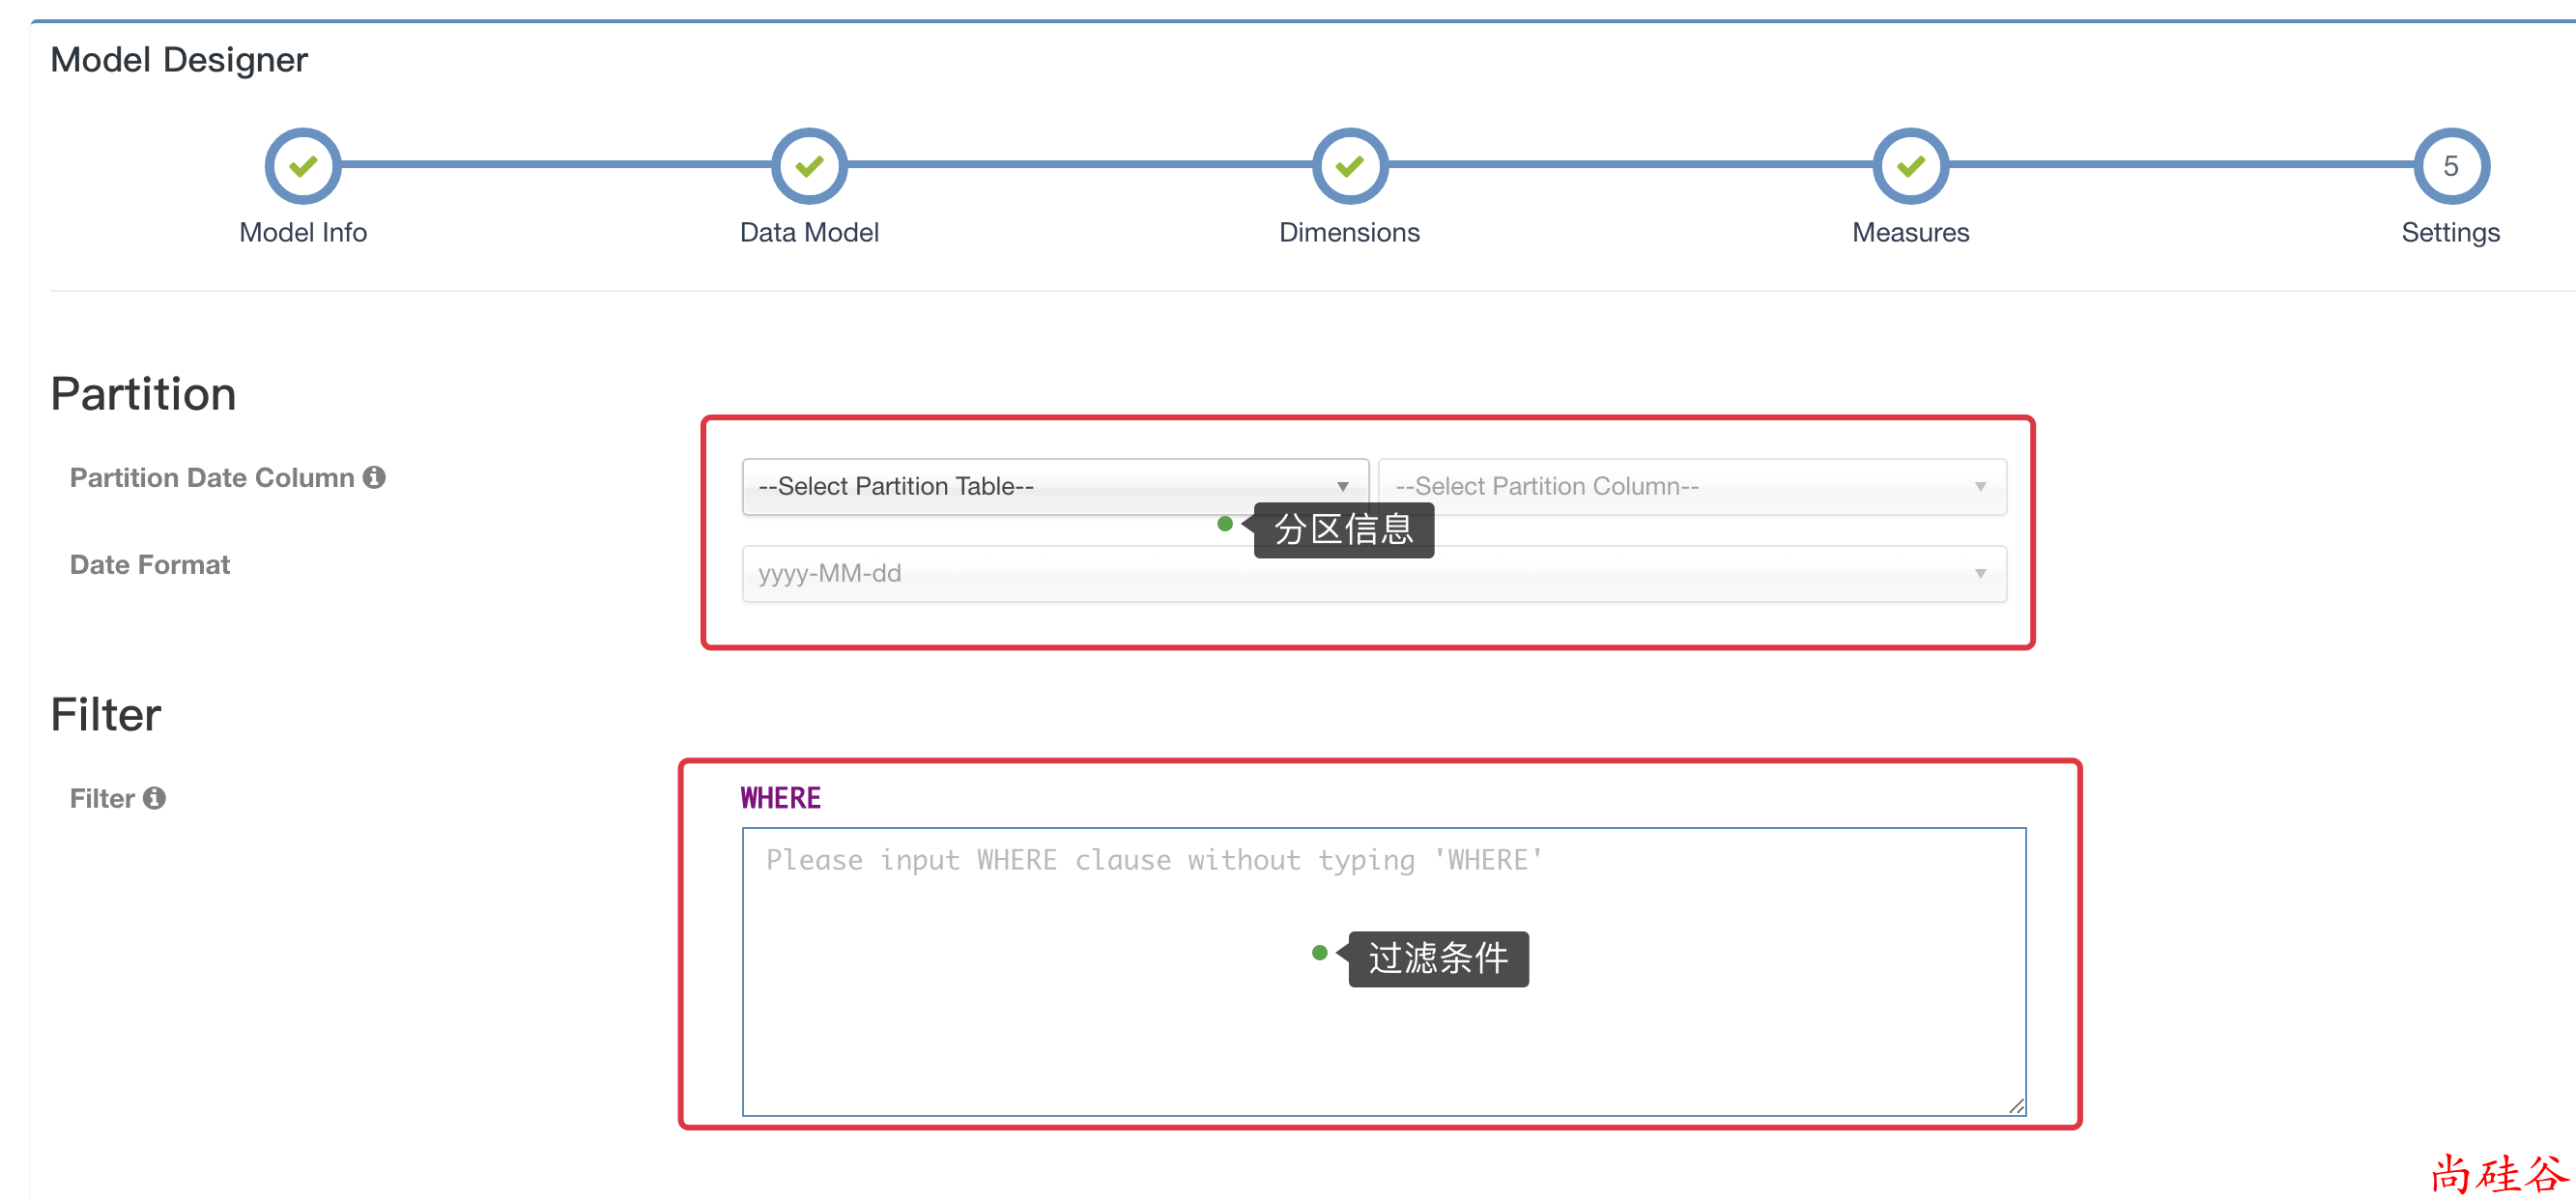 Model Designer
5
Model Info
Data Model
Dimensions
Measures
Settings
Partition
Partition Date Column
--Select Partition Table--
--Select Partition Column--
分区信息
Date Format
yyyy-MM-dd
Filter
Filter
WHERE
Please input WHERE clause without typing 'WHERE'
过滤条件
尚硅谷